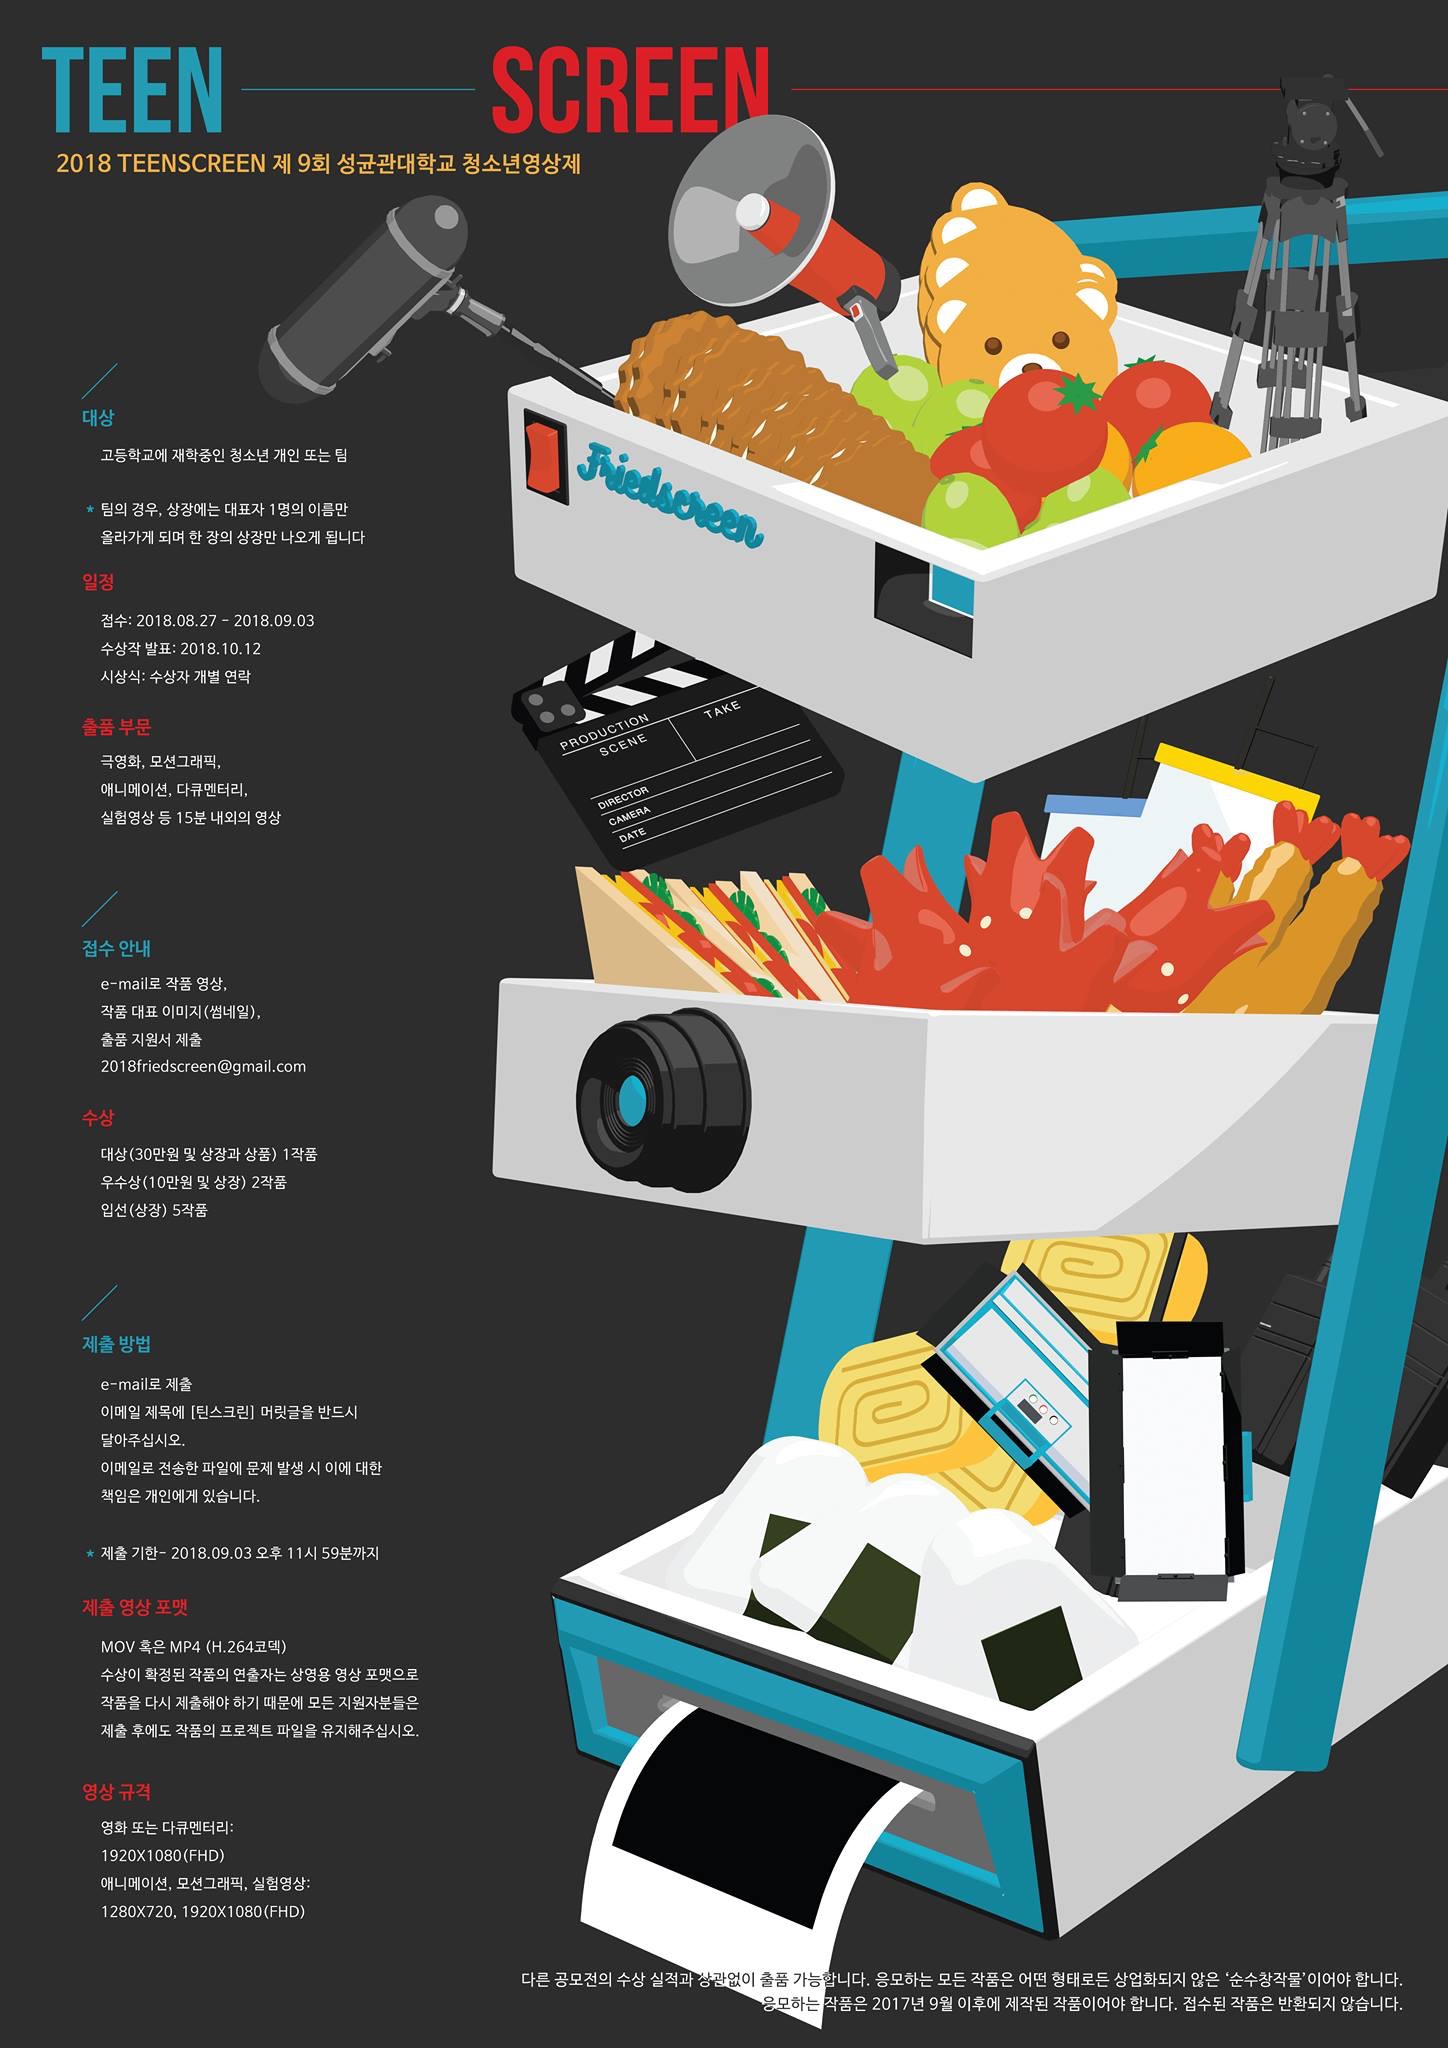 TEEN SCREEN
2018 TEENSCREEN 제 9회 성균관대학교 청소년영상제
대상
고등학교에 재학중인 청소년 개인 또는 팀
* 팀의 경우, 상장에는 대표자 1명의 이름만
올라가게 되며 한 장의 상장만 나오게 됩니다
일정
접수: 2018.08.27 - 2018.09.03
수상작 발표: 2018.10.12
시상식: 수상자 개별 연락
출품 부문
극영화, 모션그래픽,
애니메이션, 다큐멘터리,
실험영상 등 15분 내외의 영상
접수 안내
e-mail로 작품 영상,
작품 대표 이미지(썸네일),
출품 지원서 제출
2018friedscreen@gmail.com
수상
대상(30만원 및 상장과 상품) 1작품
우수상(10만원 및 상장) 2작품
입선(상장) 5작품
제출 방법
e-mail로 제출
이메일 제목에 [틴스크린] 머릿글을 반드시
달아주십시오.
이메일로 전송한 파일에 문제 발생 시 이에 대한
책임은 개인에게 있습니다.
* 제출 기한- 2018.09.03 오후 11시 59분까지
제출 영상 포맷
MOV 혹은 MP4 (H.264코덱)
수상이 확정된 작품의 연출자는 상영용 영상 포맷으로
작품을 다시 제출해야 하기 때문에 모든 지원자분들은
제출 후에도 작품의 프로젝트 파일을 유지해주십시오.
영상 규격
영화 또는 다큐멘터리:
1920X1080(FHD)
애니메이션, 모션그래픽, 실험영상:
1280X720, 1920X1080(FHD)
Friedscreen
PRODUCTION
SCENE
TAKE
DIRECTOR
CAMERA
DATE
다른 공모전의 수상 실적과 상관없이 출품 가능합니다. 응모하는 모든 작품은 어떤 형태로든 상업화되지 않은 ‘순수창작물’이어야 합니다.
응모하는 작품은 2017년 9월 이후에 제작된 작품이어야 합니다. 접수된 작품은 반환되지 않습니다.